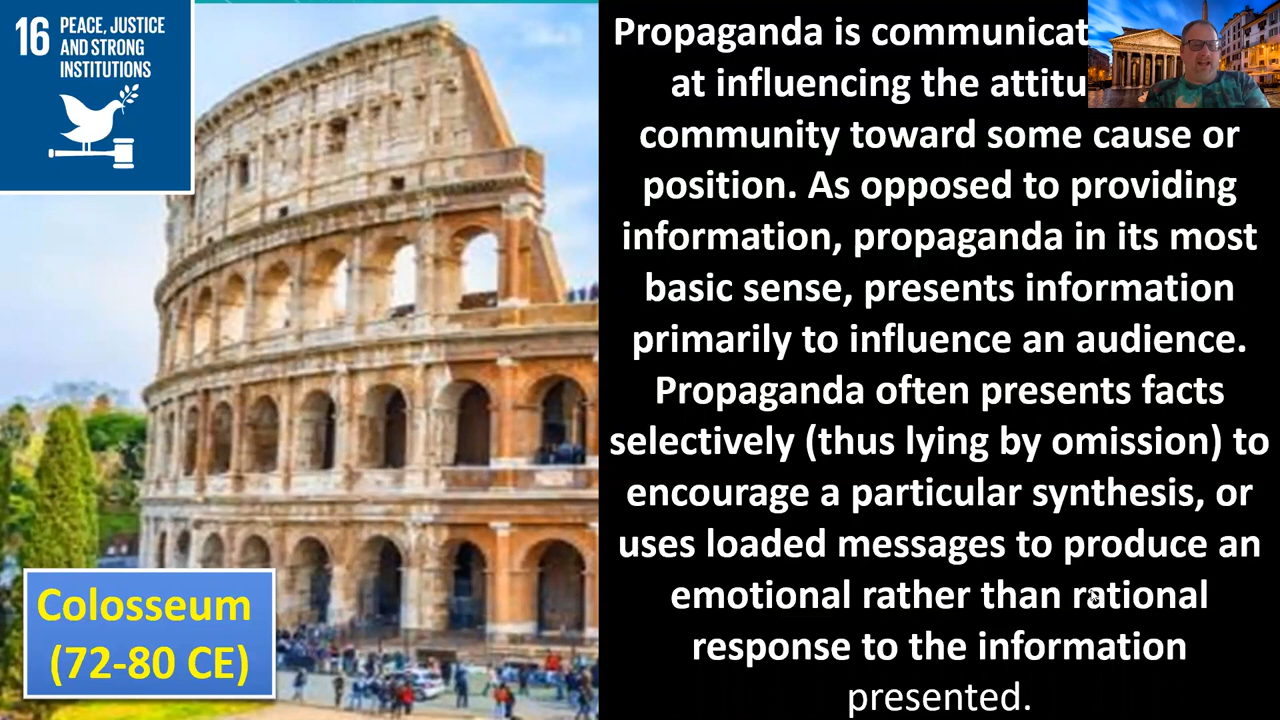 16 PEACE, JUSTICE
AND STRONG
INSTITUTIONS
Colosseum
(72-80 CE)
Propaganda is communicat
at influencing the attitu
community toward some cause or
position. As opposed to providing
information, propaganda in its most
basic sense, presents information
primarily to influence an audience.
Propaganda often presents facts
selectively (thus lying by omission) to
encourage a particular synthesis, or
uses loaded messages to produce an
emotional rather than rational
response to the information
presented.